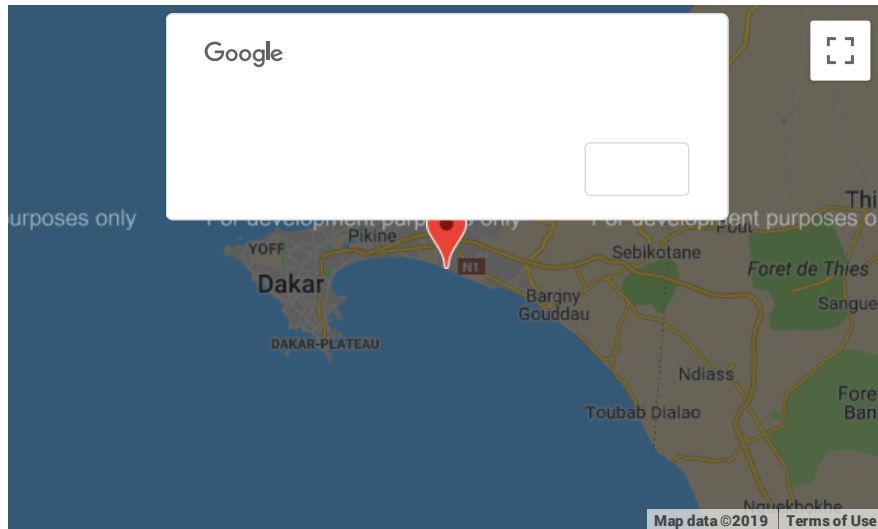 Google
Thi
urposes only
For development purposes only
For development purposes o
Pout
Pikine
YOFF
Sebikotane
N1
Foret de Thies
Dakar
Bargny
Gouddau
Sangue
DAKAR-PLATEAU
Ndiass
Fore
Ban
Toubab Dialao
Nguekhokhe
Map data ©2019
Terms of Use